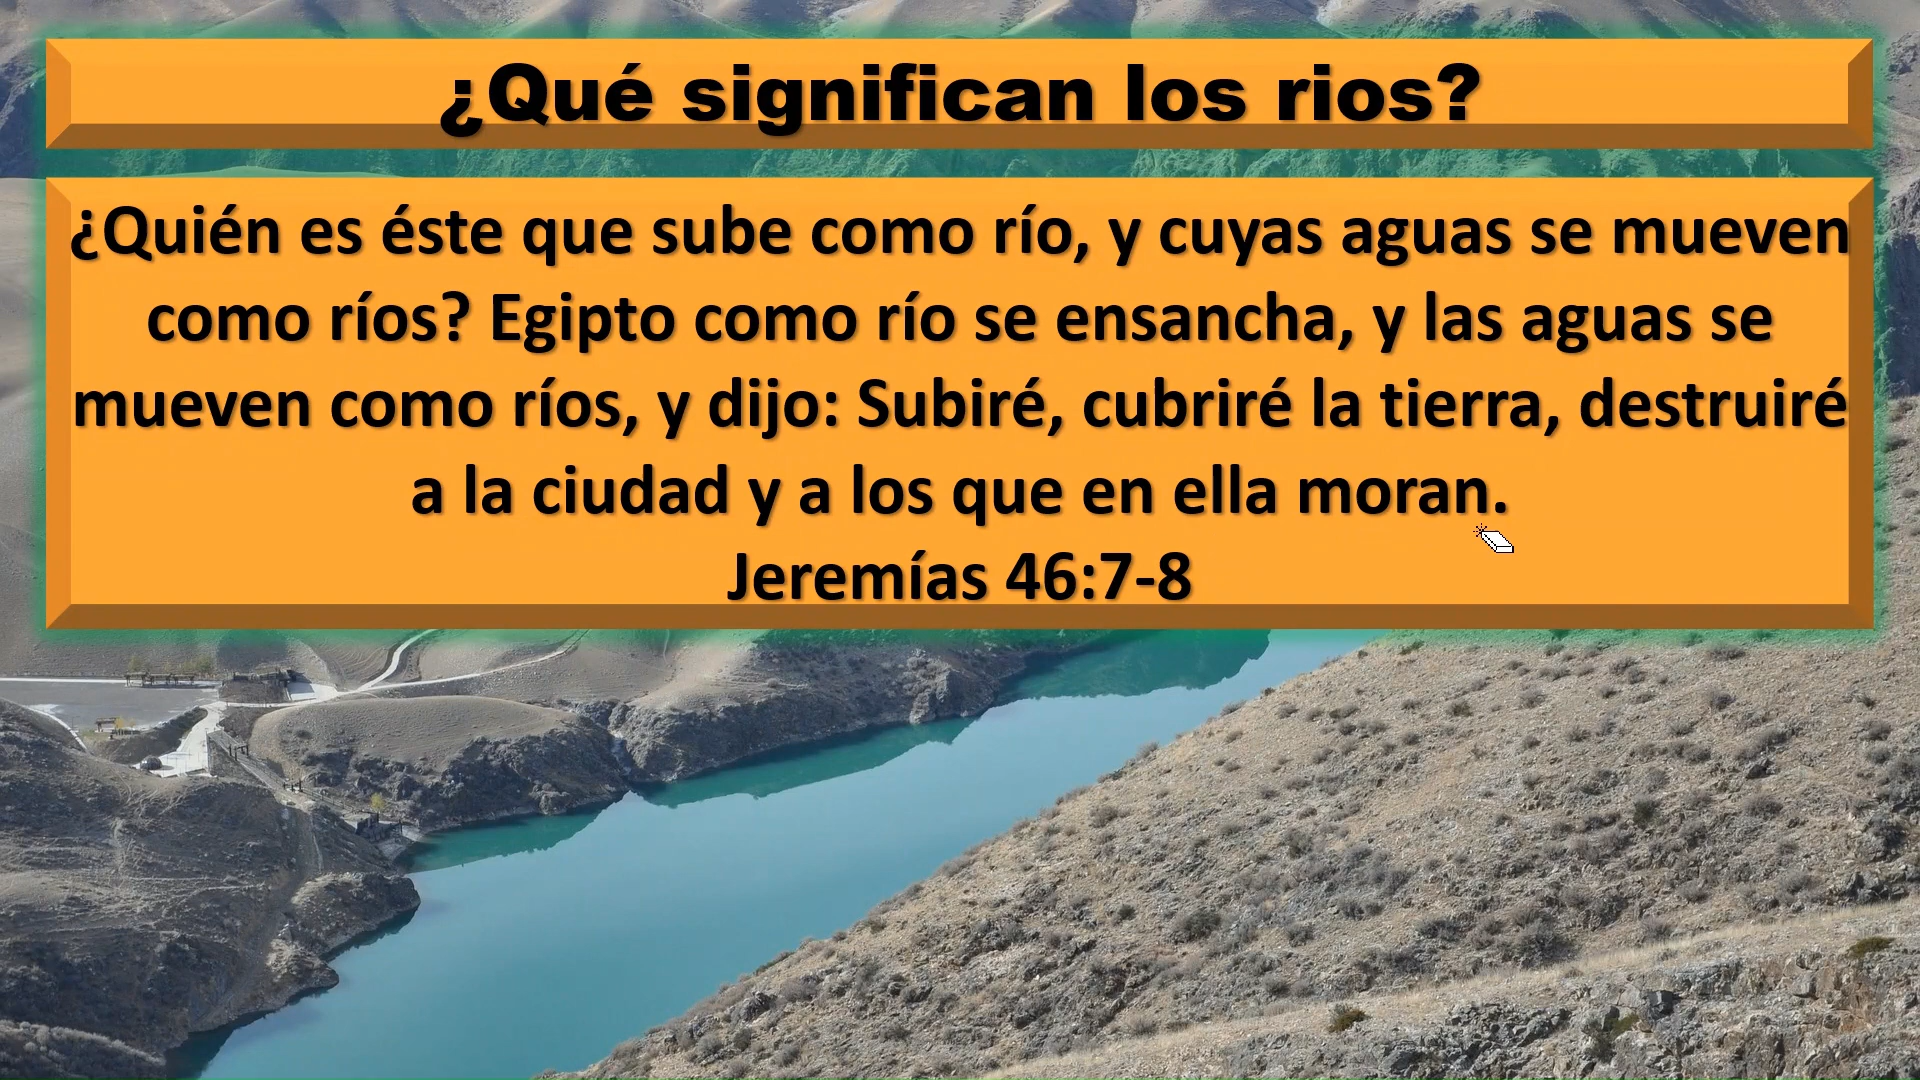 ¿Qué significan los rios?
¿Quién es éste que sube como río, y cuyas aguas se mueven
como ríos? Egipto como río se ensancha, y las aguas se
mueven como ríos, y dijo: Subiré, cubriré la tierra, destruiré
a la ciudad y a los que en ella moran.
Jeremías 46:7-8